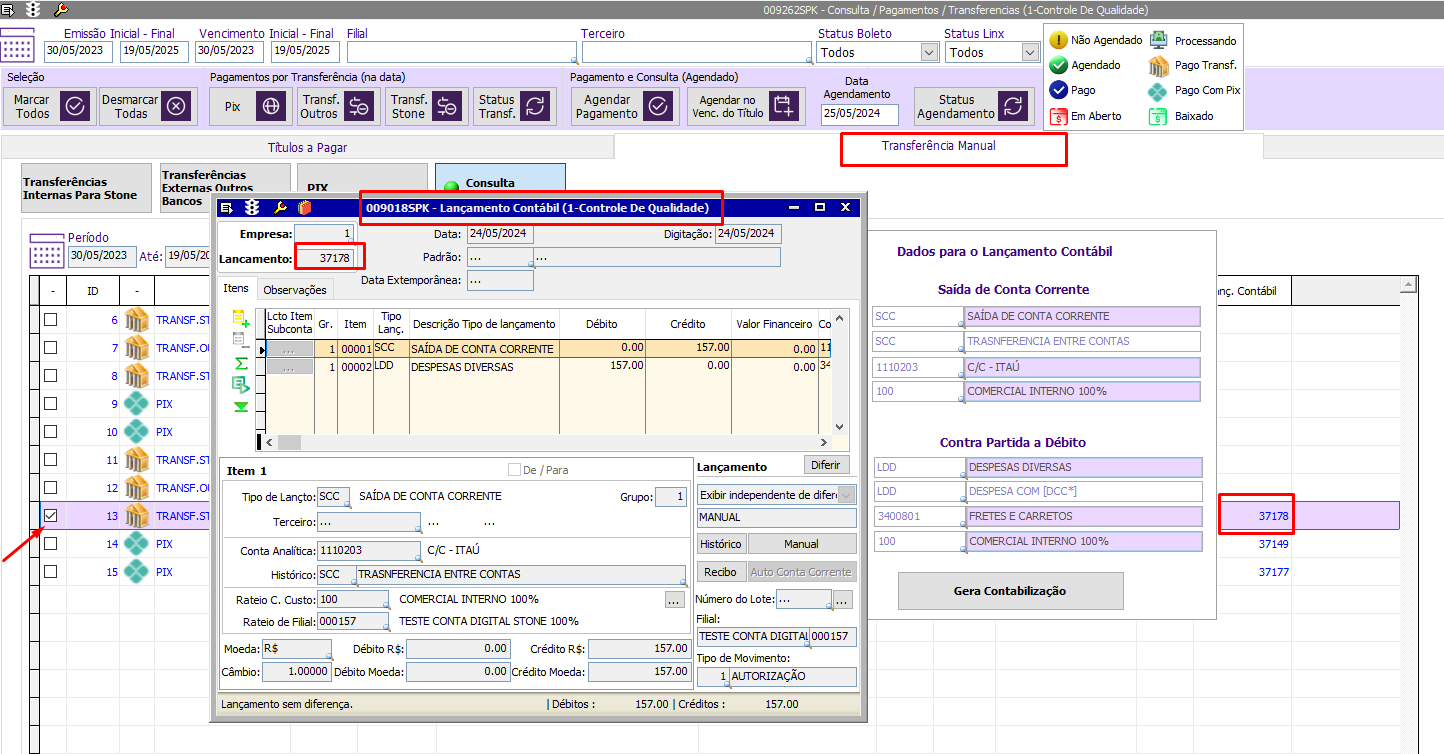 009262SPK - Consulta / Pagamentos / Transferencias (1-Controle De Qualidade)
Emissão Inicial - Final Vencimento Inicial - Final Filial Terceiro Status Boleto Status Linx
30/05/2023 19/05/2025 30/05/2023 19/05/2025 Todos Todos
Não Agendado Processando
Agendado Pago Transf.
Pago Pago Com Pix
Em Aberto Baixado
Seleção Pagamentos por Transferência (na data) Pagamento e Consulta (Agendado) Data Agendamento
Marcar Todos Desmarcar Todas Pix Transf. Outros Transf. Stone Status Transf. Agendar Pagamento Agendar no Venc. do Título 25/05/2024 Status Agendamento
Títulos a Pagar Transferência Manual
Transferências Internas Para Stone Transferências Externas Outros Bancos PIX Consulta
Período
30/05/2023 Até: 19/05/20
- ID - nç. Contábil
6 TRANSF.ST
7 TRANSF.OU
8 TRANSF.ST
9 PIX
10 PIX
11 TRANSF.ST
12 TRANSF.OU
13 TRANSF.ST 37178
14 PIX 37149
15 PIX 37177
009018SPK - Lançamento Contábil (1-Controle De Qualidade)
Empresa: 1 Data: 24/05/2024 Digitação: 24/05/2024
Lancamento: 37178 Padrão: ... ...
Data Extemporânea: ...
Itens Observações
Lcto Item Subconta Gr. Item Tipo Lanç. Descrição Tipo de lançamento Débito Crédito Valor Financeiro Co
... 1 00001 SCC SAÍDA DE CONTA CORRENTE 0.00 157.00 0.00 11
... 1 00002 LDD DESPESAS DIVERSAS 157.00 0.00 0.00 34
Item 1 De / Para
Tipo de Lançto: SCC SAÍDA DE CONTA CORRENTE Grupo: 1
Terceiro: ... ... ...
Conta Analítica: 1110203 C/C - ITAÚ
Histórico: SCC TRASNFERENCIA ENTRE CONTAS
Rateio C. Custo: 100 COMERCIAL INTERNO 100% ...
Rateio de Filial: 000157 TESTE CONTA DIGITAL STONE 100%
Moeda: R$ Débito R$: 0.00 Crédito R$: 157.00
Câmbio: 1.00000 Débito Moeda: 0.00 Crédito Moeda: 157.00
Lançamento Diferir
Exibir independente de difere
MANUAL
Histórico Manual
Recibo Auto Conta Corrente
Número do Lote: ... ...
Filial:
TESTE CONTA DIGITAL 000157
Tipo de Movimento:
1 AUTORIZAÇÃO
Lançamento sem diferença. | Débitos : 157.00 | Créditos : 157.00
Dados para o Lançamento Contábil
Saída de Conta Corrente
SCC SAÍDA DE CONTA CORRENTE
SCC TRASNFERENCIA ENTRE CONTAS
1110203 C/C - ITAÚ
100 COMERCIAL INTERNO 100%
Contra Partida a Débito
LDD DESPESAS DIVERSAS
LDD DESPESA COM [DCC*]
3400801 FRETES E CARRETOS
100 COMERCIAL INTERNO 100%
Gera Contabilização